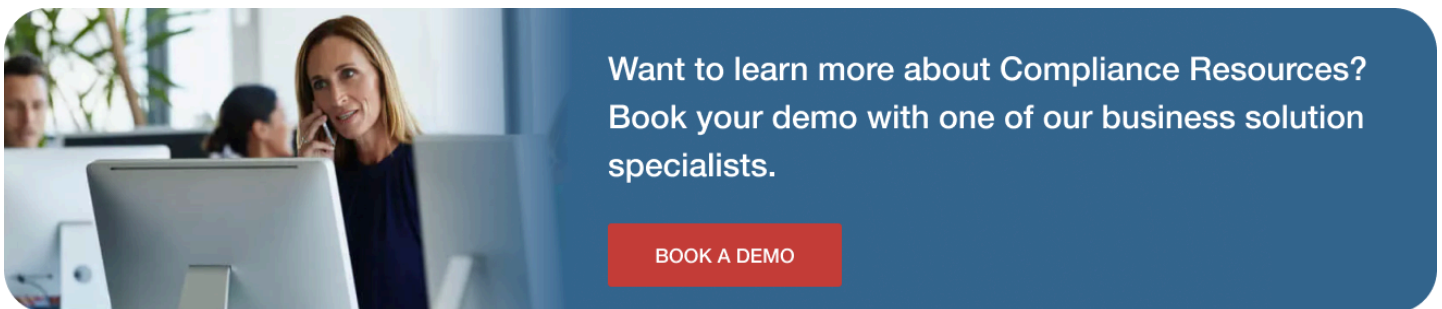 Want to learn more about Compliance Resources?
Book your demo with one of our business solution
specialists.
BOOK A DEMO